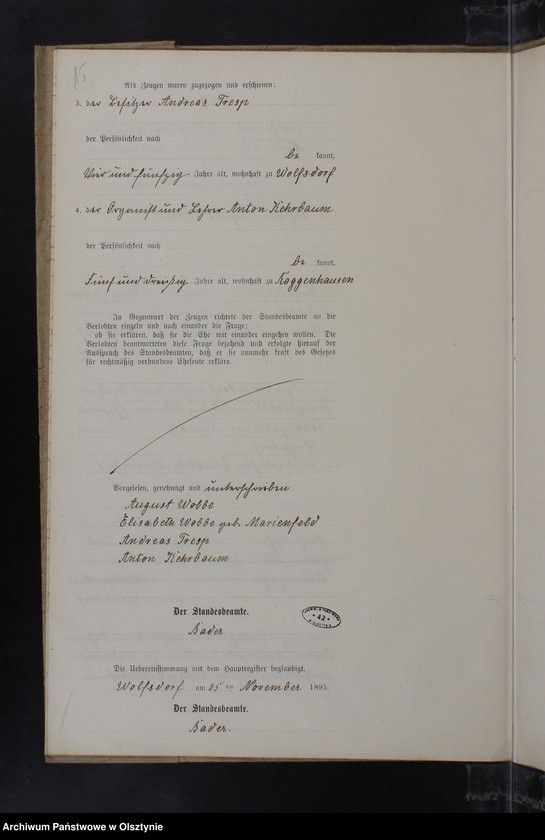 15
Als Zeugen waren zugezogen und erschienen:
3. der Besitzer Andreas Tresp
der Persönlichkeit nach
be kannt,
Vier und fünfzig Jahre alt, wohnhaft zu Wolfsdorf
4. der Organist und Lehrer Anton Kehrbaum
der Persönlichkeit nach
be kannt,
Fünf und dreißig Jahre alt, wohnhaft zu Roggenhausen
In Gegenwart der Zeugen richtete der Standesbeamte an die
Verlobten einzeln und nach einander die Frage:
ob sie erklären, daß sie die Ehe mit einander eingehen wollen. Die
Verlobten beantworteten diese Frage bejahend und erfolgte hierauf der
Ausspruch des Standesbeamten, daß er sie nunmehr kraft des Gesetzes
für rechtmäßig verbundene Eheleute erkläre.
Vorgelesen, genehmigt und unterschrieben
August Wobbe
Elisabeth Wobbe geb. Marienfeld
Andreas Tresp
Anton Kehrbaum
Der Standesbeamte.
Bader
* 42 *
Die Uebereinstimmung mit dem Hauptregister beglaubigt.
Wolfsdorf am 25 ten November 1895.
Der Standesbeamte.
Bader.
Archiwum Państwowe w Olsztynie